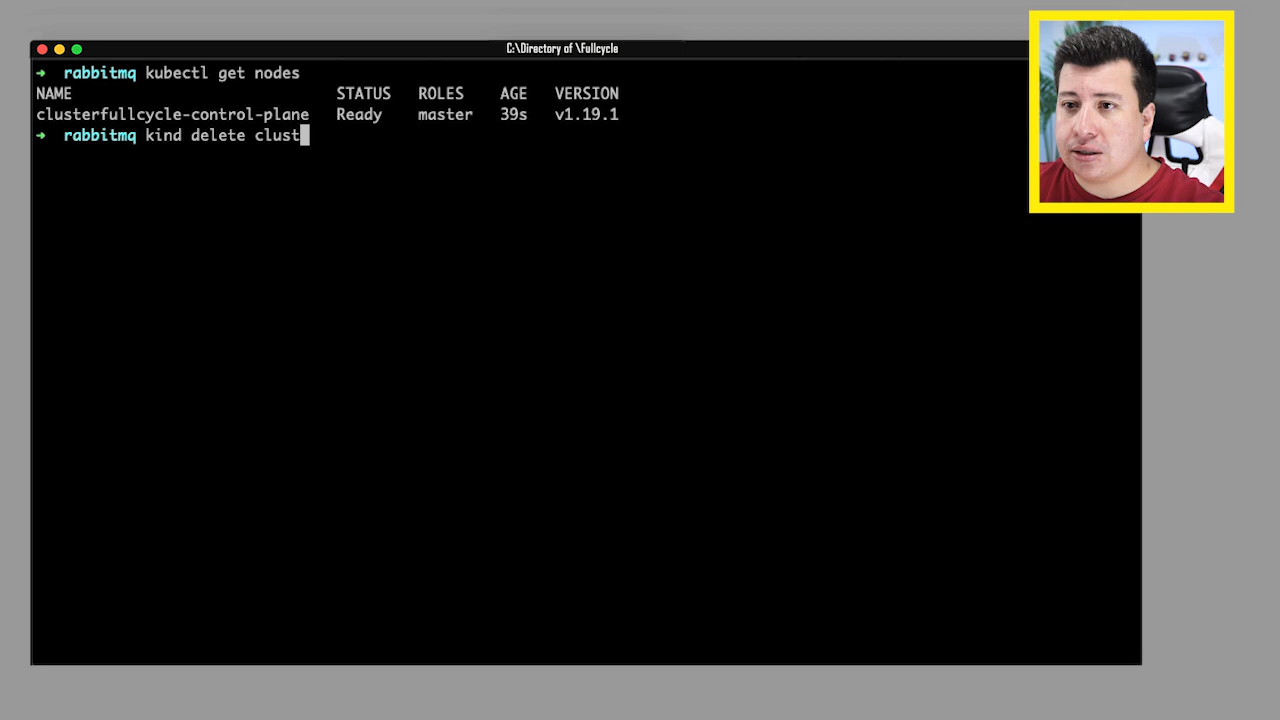 C:\Directory of \Fullcycle
➜ rabbitmq kubectl get nodes
NAME STATUS ROLES AGE VERSION
clusterfullcycle-control-plane Ready master 39s v1.19.1
➜ rabbitmq kind delete clust